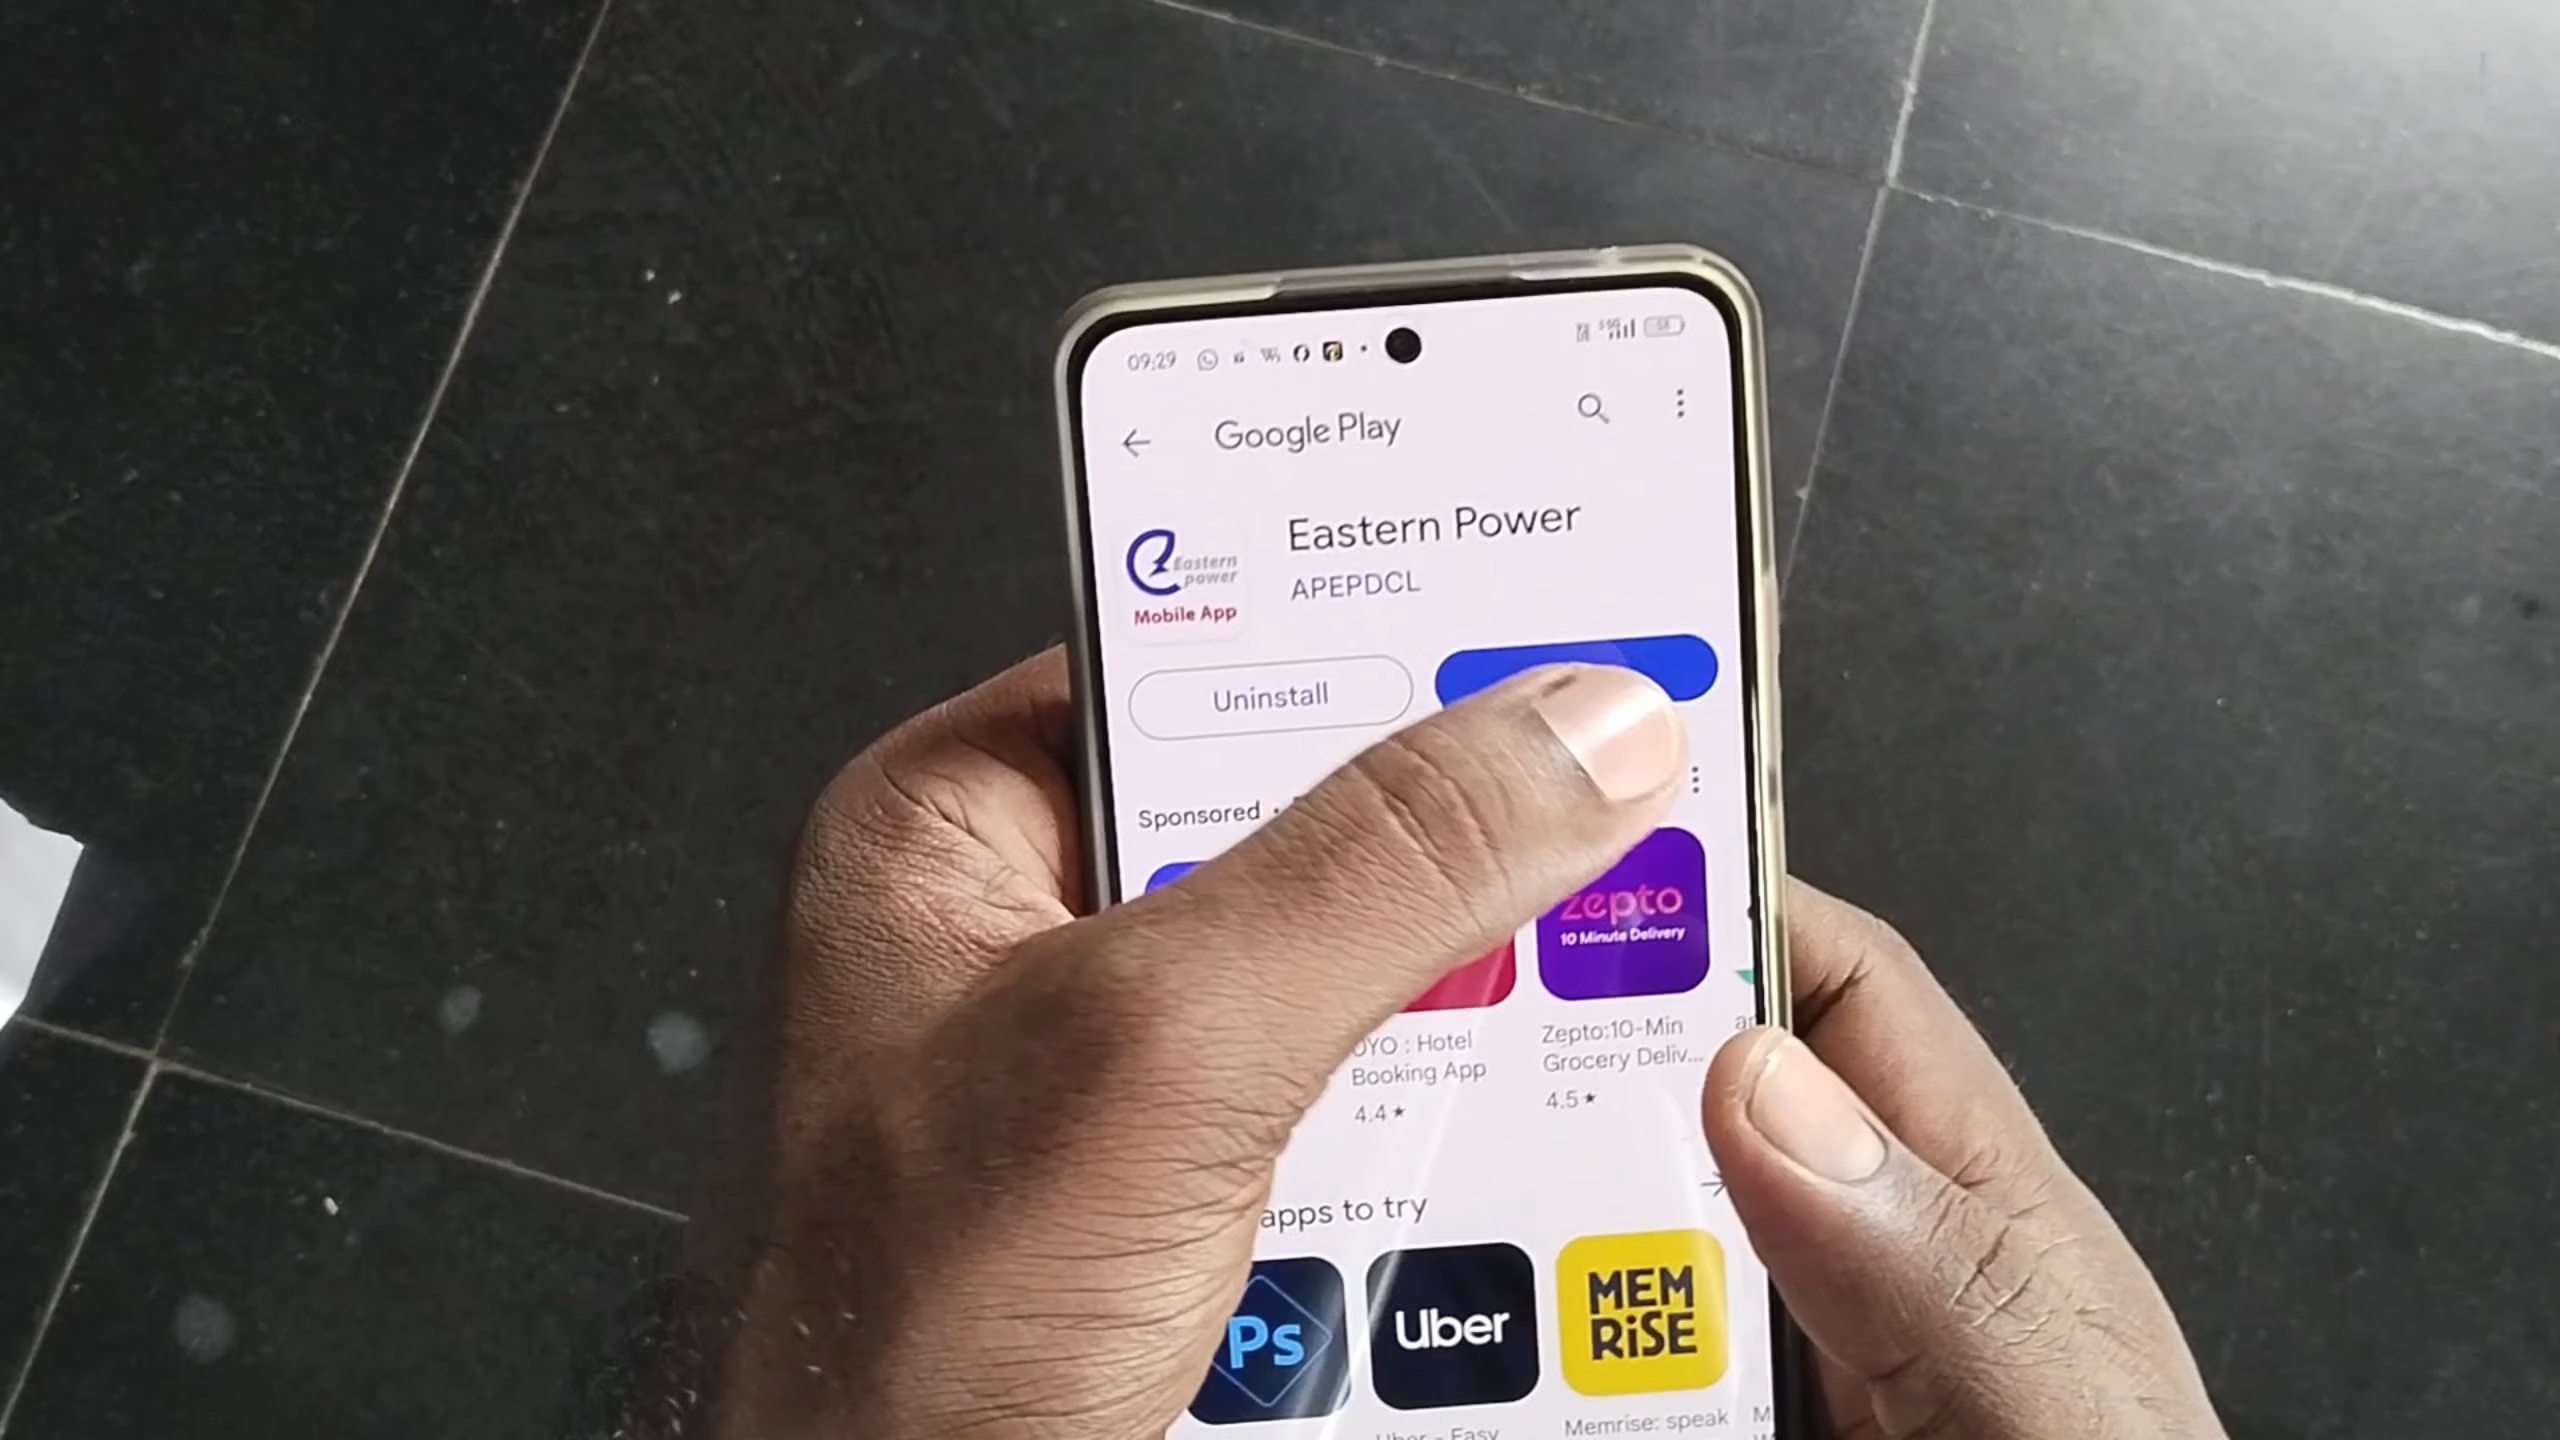 09:29
58
Google Play
Eastern Power
Eastern
power
Mobile App
APEPDCL
Uninstall
Sponsored ·
zepto
10 Minute Delivery
OYO : Hotel
Booking App
4.4★
Zepto:10-Min
Grocery Deliv...
4.5★
apps to try
Ps
Uber
MEM
RiSE
Uber - Easy
Memrise: speak